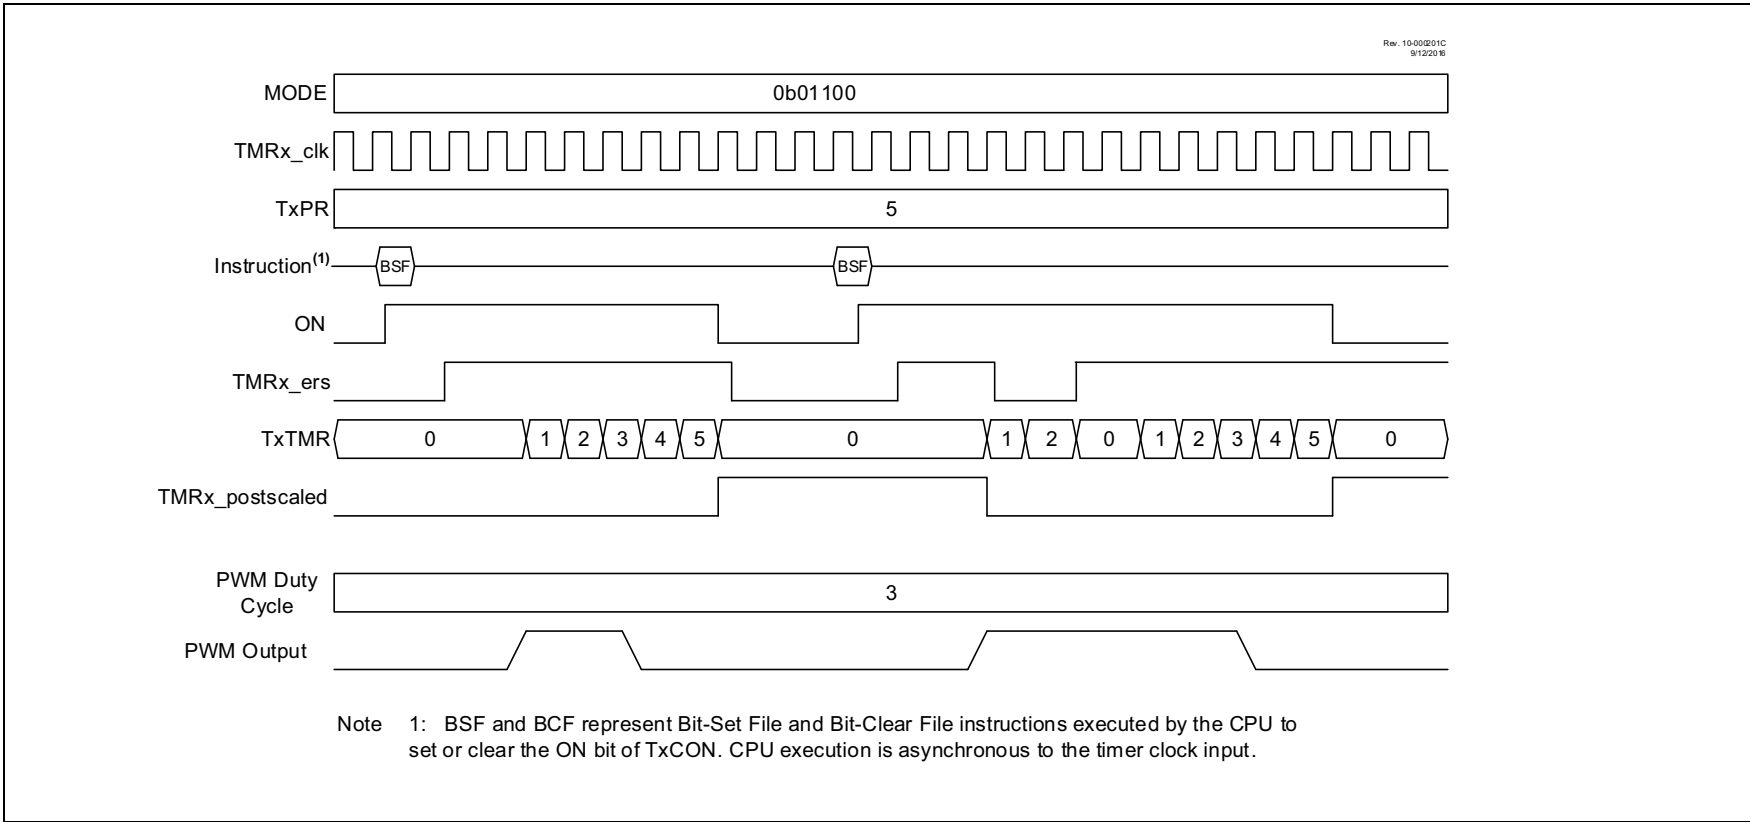 Rev. 10-000201C
9/12/2016
MODE 0b01100
TMRx_clk
TxPR 5
Instruction(1) BSF BSF
ON
TMRx_ers
TxTMR 0 1 2 3 4 5 0 1 2 0 1 2 3 4 5 0
TMRx_postscaled
PWM Duty
Cycle 3
PWM Output
Note 1: BSF and BCF represent Bit-Set File and Bit-Clear File instructions executed by the CPU to
set or clear the ON bit of TxCON. CPU execution is asynchronous to the timer clock input.